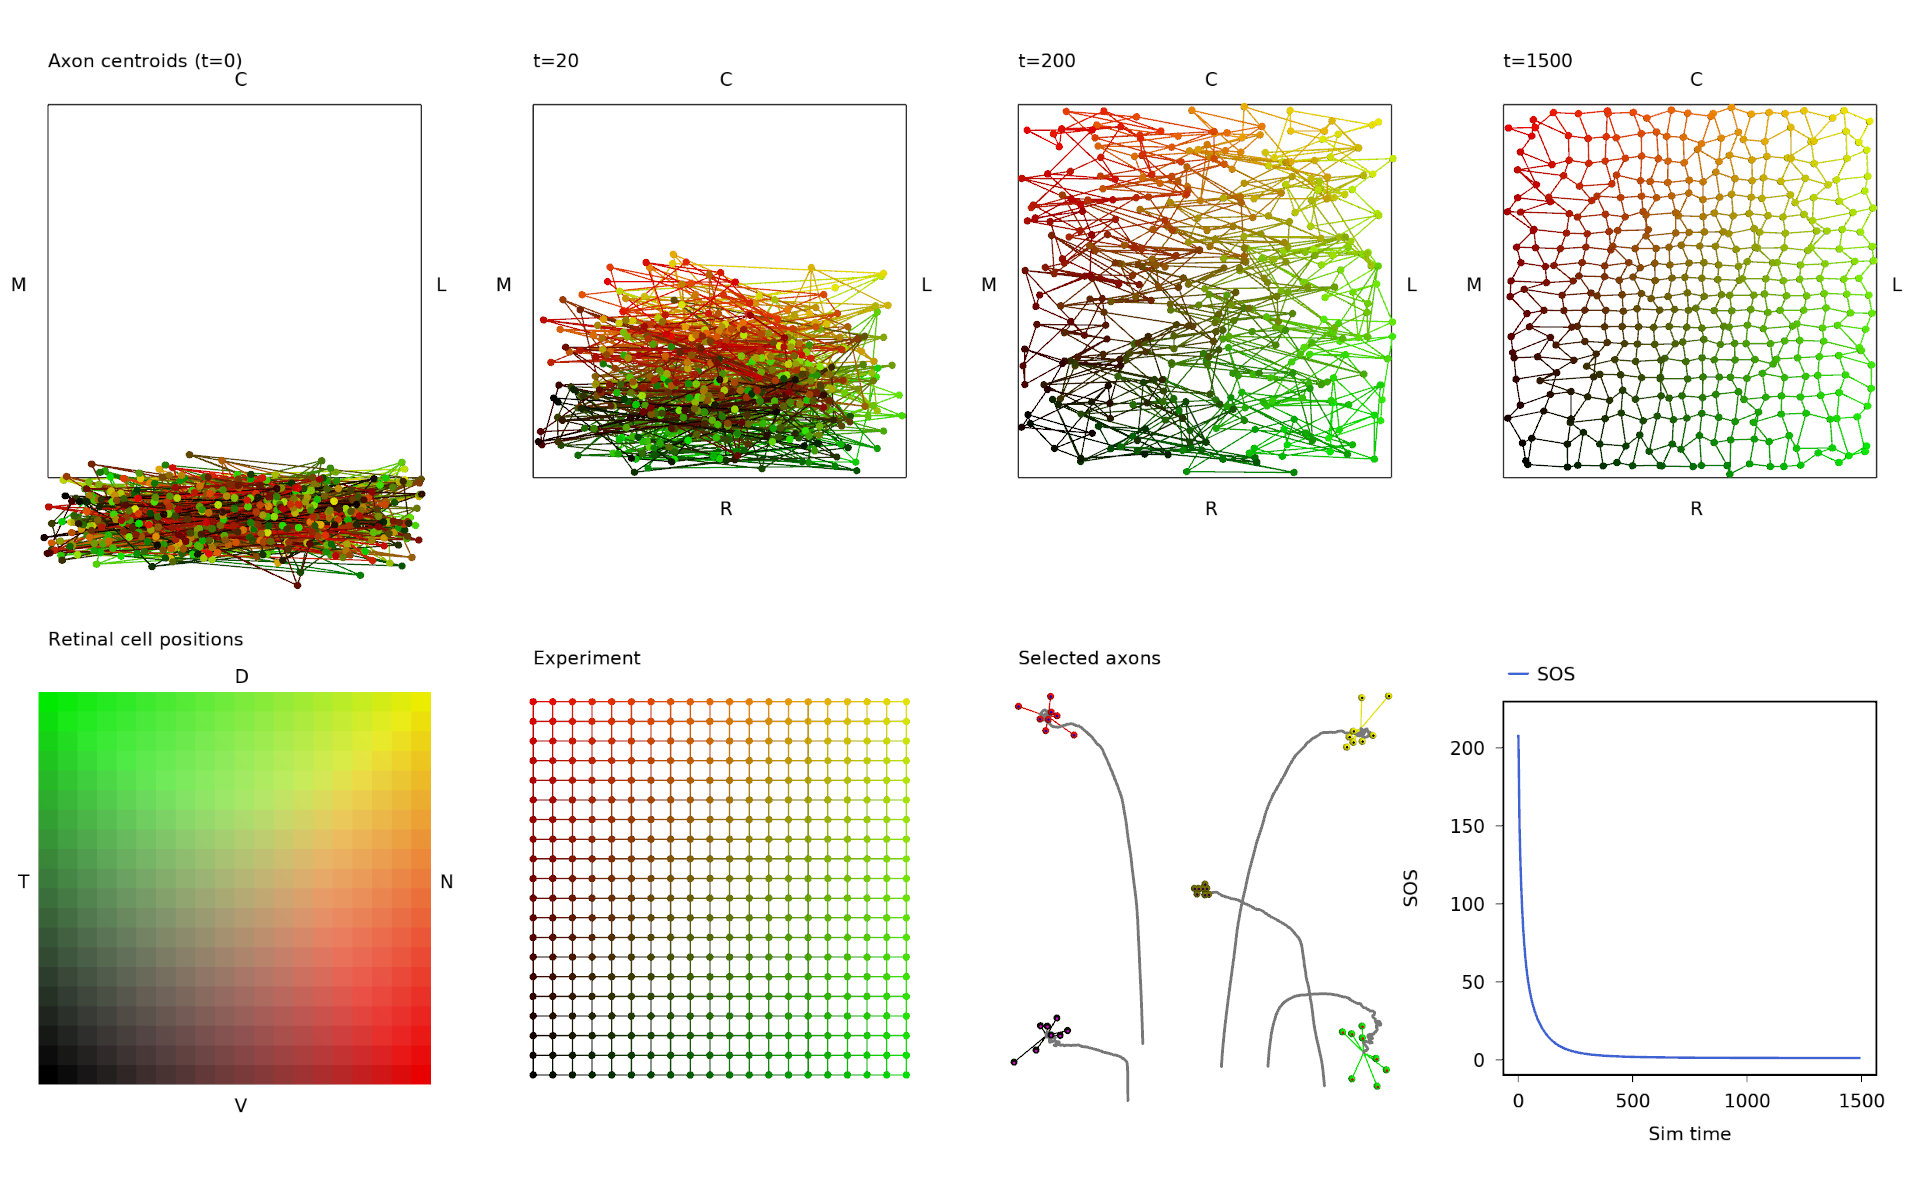 Axon centroids (t=0)
C
M
L
t=20
C
M
L
R
t=200
C
M
L
R
t=1500
C
M
L
R
Retinal cell positions
D
T
N
V
Experiment
Selected axons
SOS
SOS
200
150
100
50
0
0 500 1000 1500
Sim time